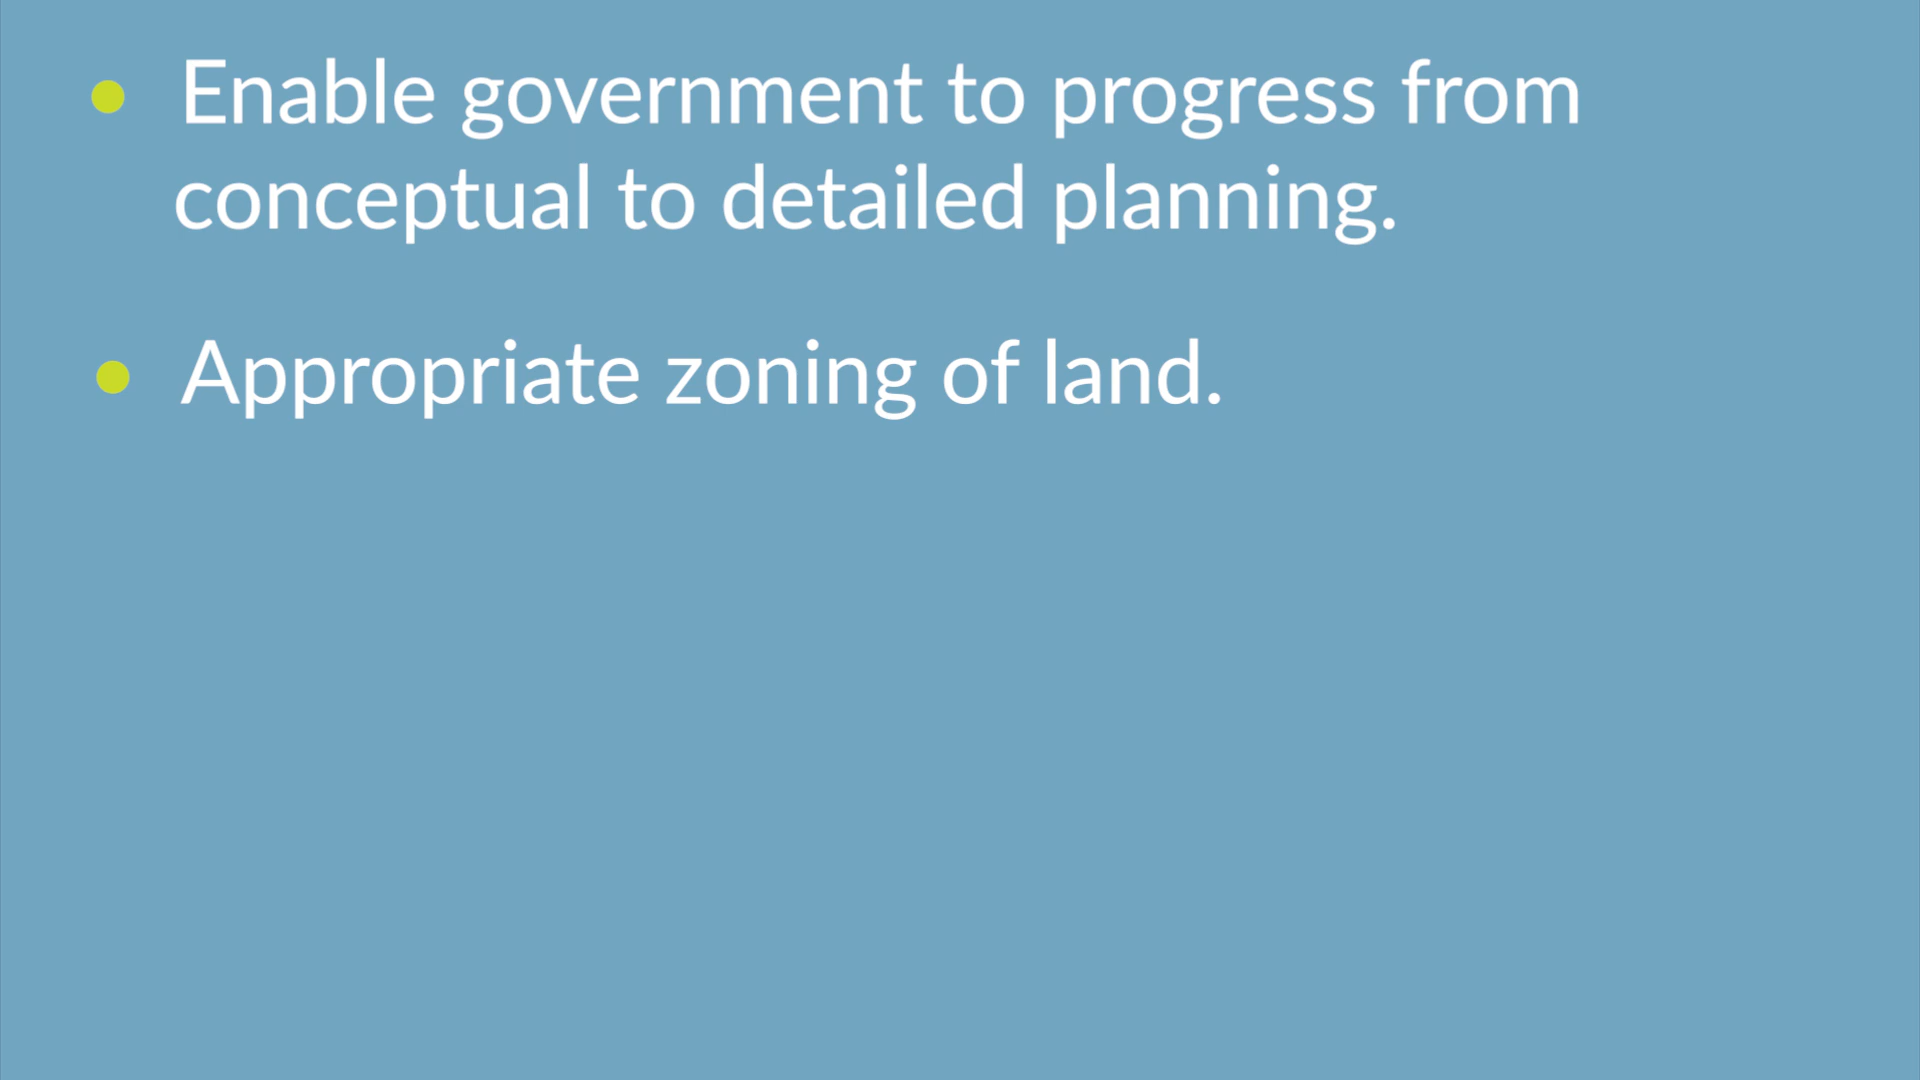 • Enable government to progress from
conceptual to detailed planning.
• Appropriate zoning of land.